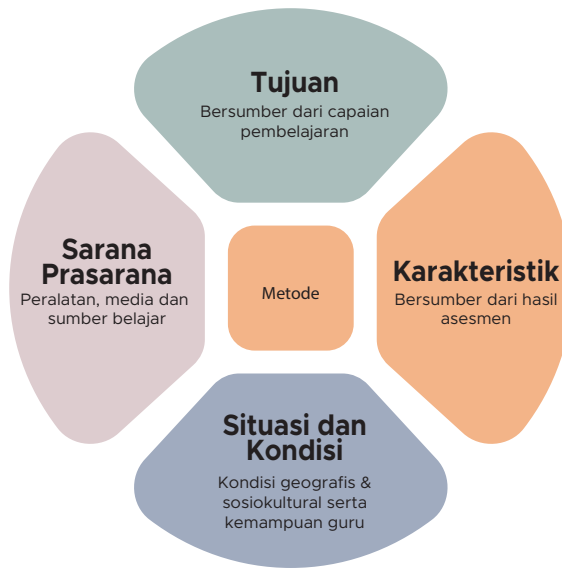 Tujuan
Bersumber dari capaian
pembelajaran
Sarana
Prasarana
Peralatan, media dan
sumber belajar
Metode
Karakteristik
Bersumber dari hasil
asesmen
Situasi dan
Kondisi
Kondisi geografis &
sosiokultural serta
kemampuan guru